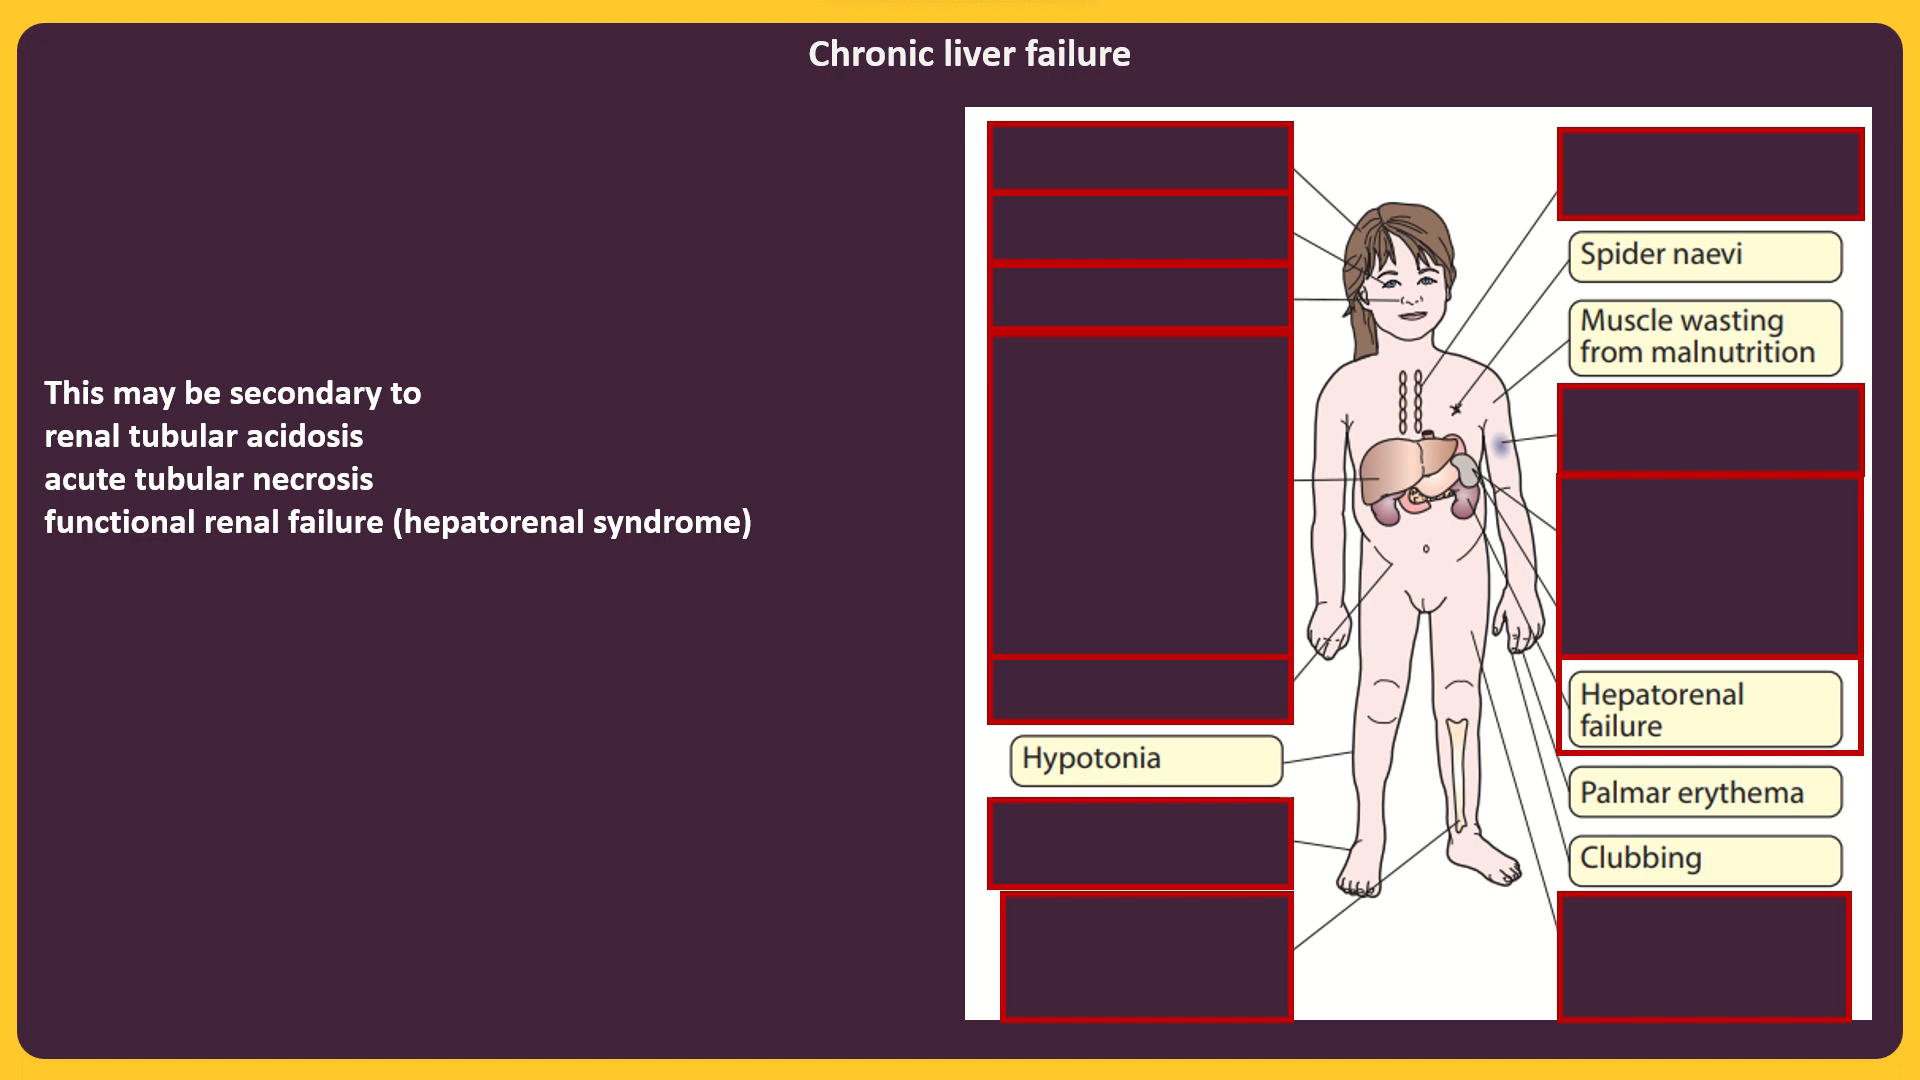 Chronic liver failure
This may be secondary to
renal tubular acidosis
acute tubular necrosis
functional renal failure (hepatorenal syndrome)
Spider naevi
Muscle wasting
from malnutrition
Hepatorenal
failure
Hypotonia
Palmar erythema
Clubbing